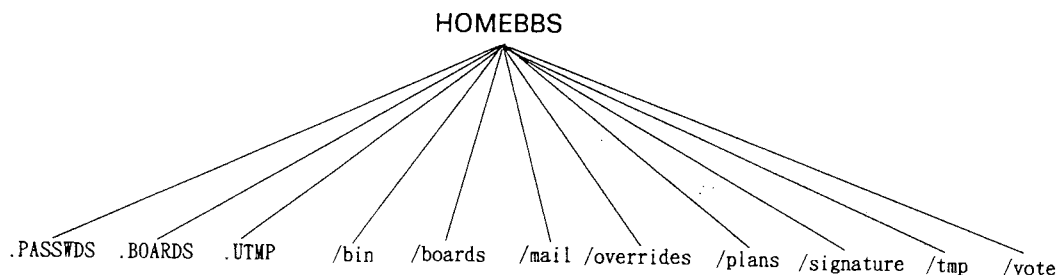 HOMEBBS
.PASSWDS .BOARDS .UTMP /bin /boards /mail /overrides /plans /signature /tmp /vote